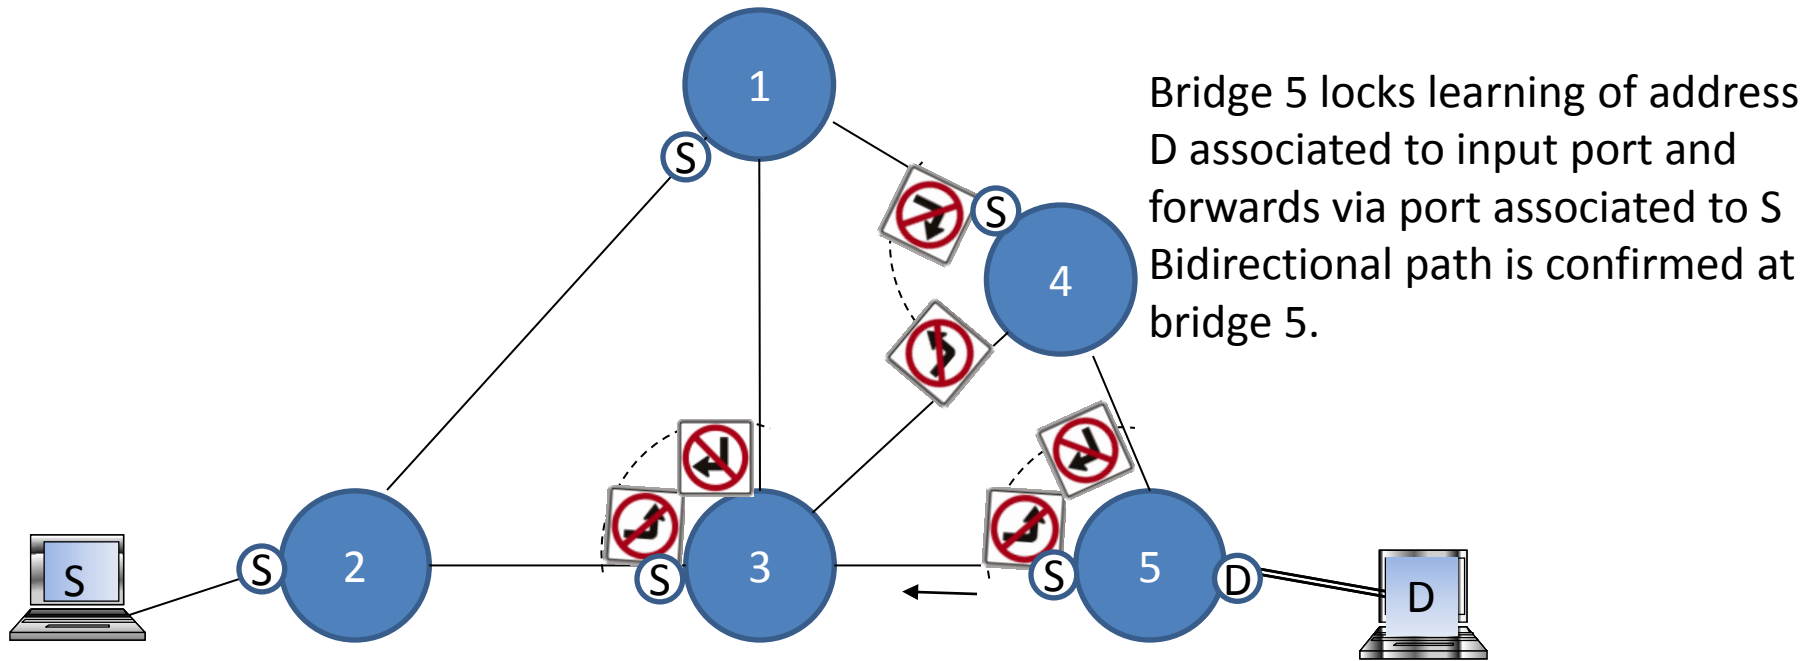 1
Bridge 5 locks learning of address
D associated to input port and
forwards via port associated to S
Bidirectional path is confirmed at
bridge 5.
S
S
4
S
S
2
S
3
S
5
D
D